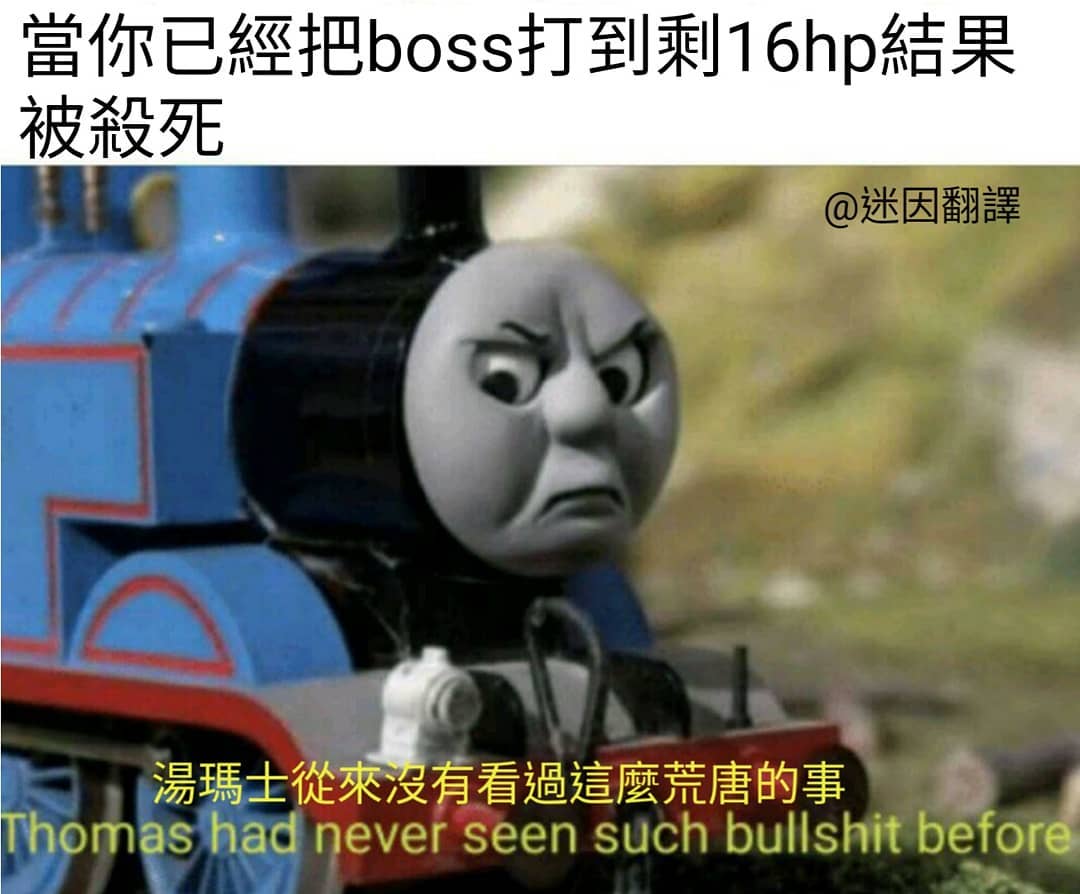 當你已經把boss打到剩16hp結果
被殺死
@迷因翻譯
湯瑪士從來沒有看過這麼荒唐的事
Thomas had never seen such bullshit before